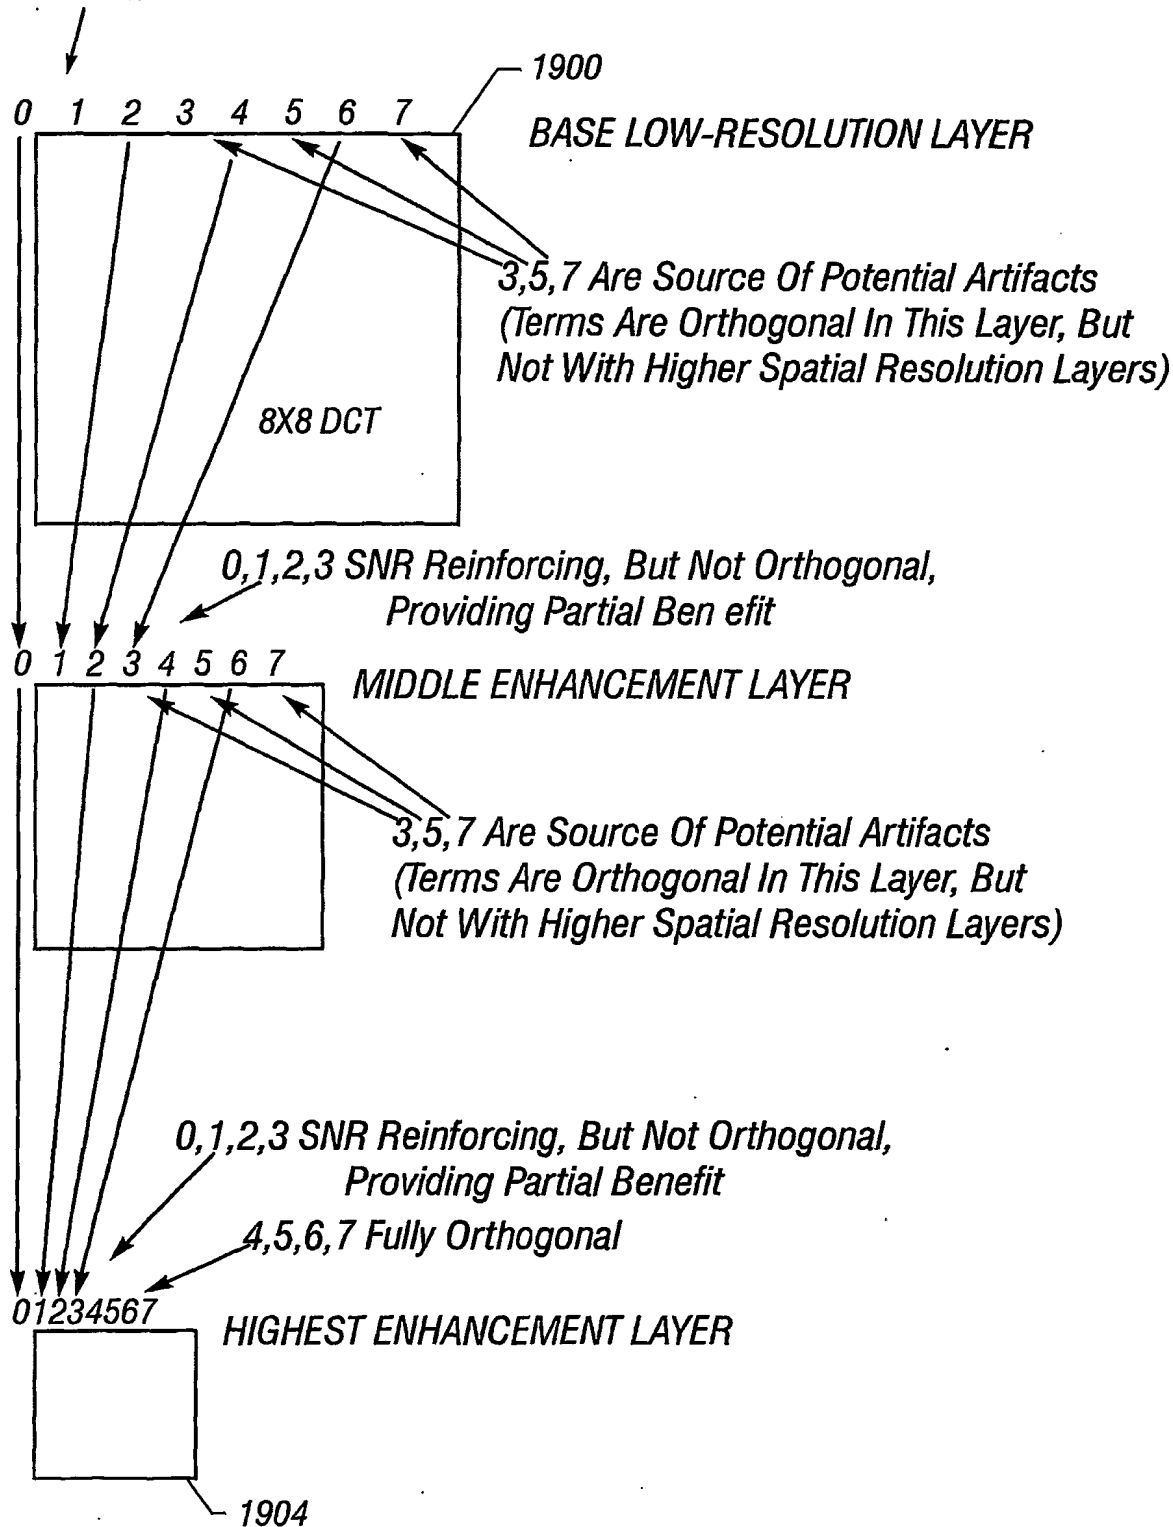 1900
0 1 2 3 4 5 6 7
BASE LOW-RESOLUTION LAYER
3,5,7 Are Source Of Potential Artifacts
(Terms Are Orthogonal In This Layer, But
Not With Higher Spatial Resolution Layers)
8X8 DCT
0,1,2,3 SNR Reinforcing, But Not Orthogonal,
Providing Partial Ben efit
0 1 2 3 4 5 6 7
MIDDLE ENHANCEMENT LAYER
3,5,7 Are Source Of Potential Artifacts
(Terms Are Orthogonal In This Layer, But
Not With Higher Spatial Resolution Layers)
0,1,2,3 SNR Reinforcing, But Not Orthogonal,
Providing Partial Benefit
4,5,6,7 Fully Orthogonal
01234567
HIGHEST ENHANCEMENT LAYER
1904